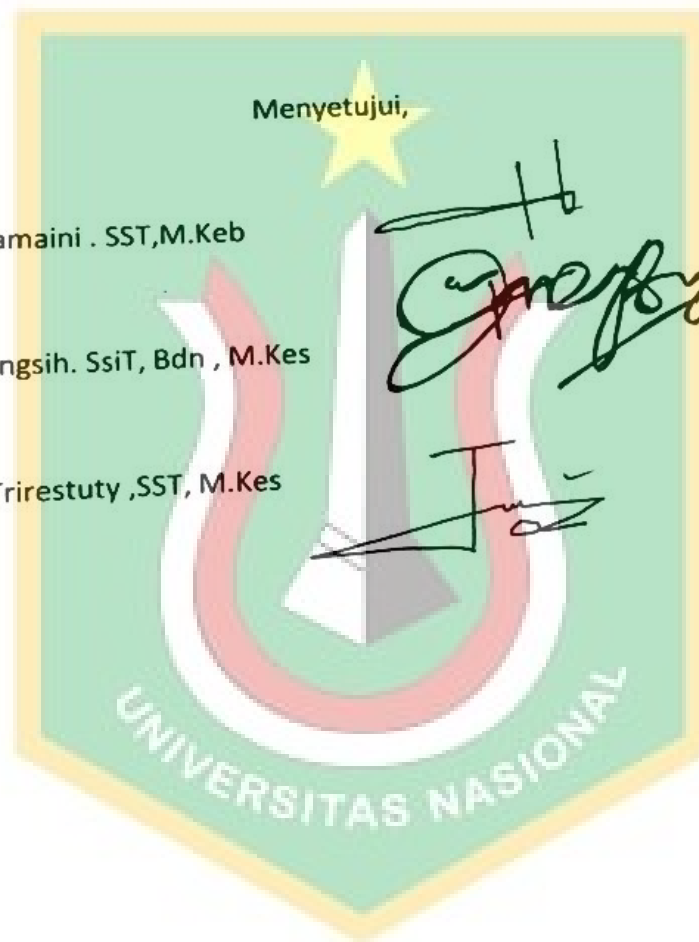 Menyetujui,
amaini . SST,M.Keb
ngsih. SsiT, Bdn , M.Kes
Trirestuty ,SST, M.Kes
UNIVERSITAS NASIONAL